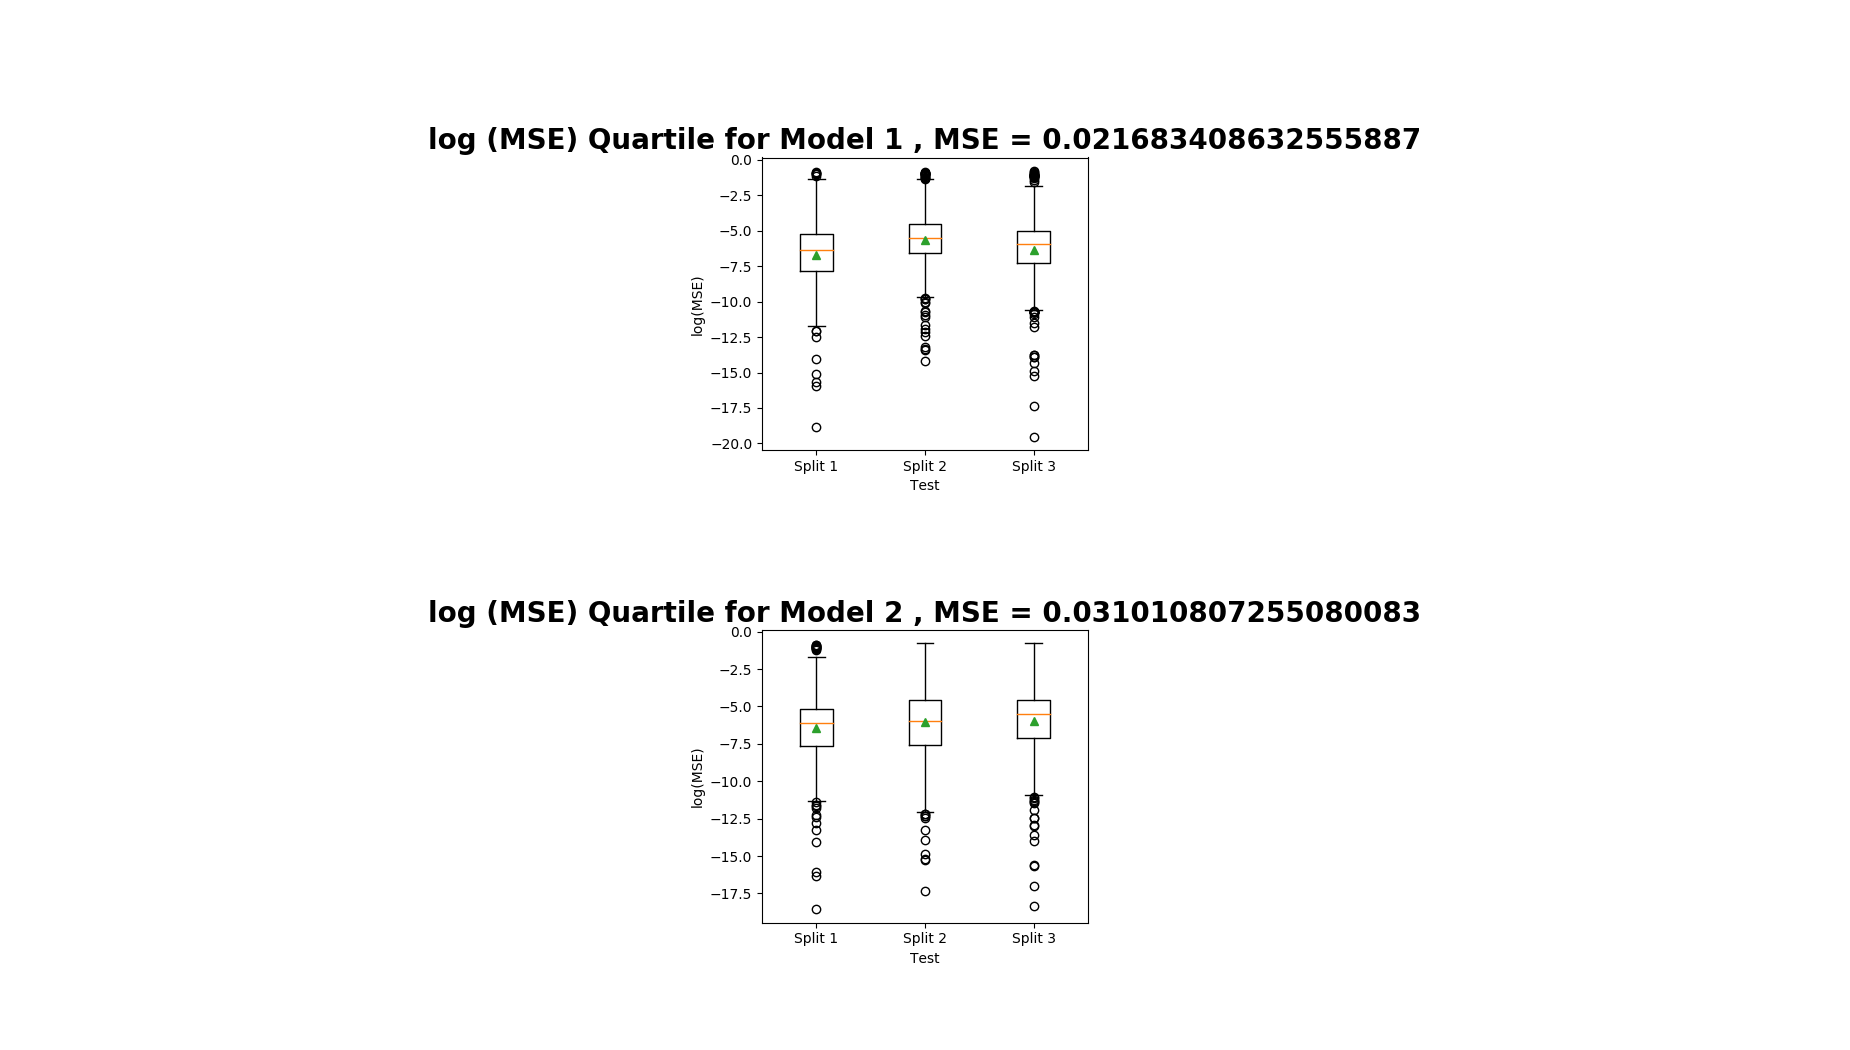 log (MSE) Quartile for Model 1 , MSE = 0.021683408632555887
0.0
−2.5
−5.0
−7.5
−10.0
−12.5
−15.0
−17.5
−20.0
log(MSE)
Split 1 Split 2 Split 3
Test
log (MSE) Quartile for Model 2 , MSE = 0.031010807255080083
0.0
−2.5
−5.0
−7.5
−10.0
−12.5
−15.0
−17.5
log(MSE)
Split 1 Split 2 Split 3
Test